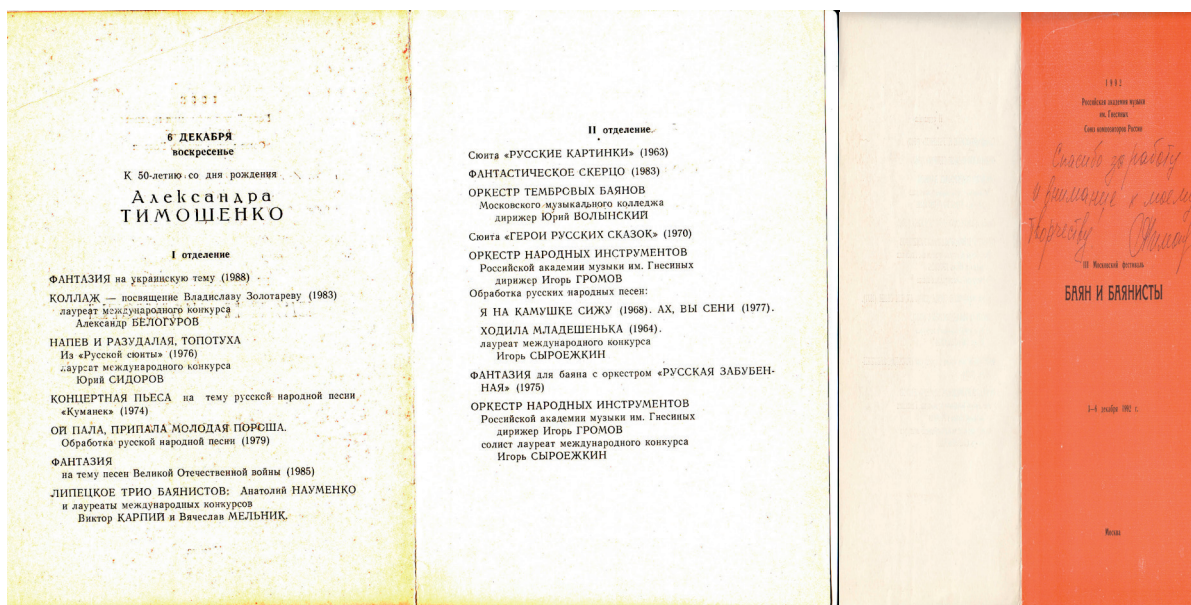 6 ДЕКАБРЯ
воскресенье
К 50-летию со дня рождения
Александра
ТИМОШЕНКО
I отделение
ФАНТАЗИЯ на украинскую тему (1988)
КОЛЛАЖ — посвящение Владиславу Золотареву (1983)
лауреат международного конкурса
Александр БЕЛОГУРОВ
НАПЕВ И РАЗУДАЛАЯ, ТОПОТУХА
Из «Русской сюиты» (1976)
лауреат международного конкурса
Юрий СИДОРОВ
КОНЦЕРТНАЯ ПЬЕСА на тему русской народной песни
«Куманек» (1974)
ОЙ ПАЛА, ПРИПАЛА МОЛОДАЯ ПОРОША.
Обработка русской народной песни (1979)
ФАНТАЗИЯ
на тему песен Великой Отечественной войны (1985)
ЛИПЕЦКОЕ ТРИО БАЯНИСТОВ: Анатолий НАУМЕНКО
и лауреаты международных конкурсов
Виктор КАРПИЙ и Вячеслав МЕЛЬНИК.
II отделение
Сюита «РУССКИЕ КАРТИНКИ» (1963)
ФАНТАСТИЧЕСКОЕ СКЕРЦО (1983)
ОРКЕСТР ТЕМБРОВЫХ БАЯНОВ
Московского музыкального колледжа
дирижер Юрий ВОЛЫНСКИЙ
Сюита «ГЕРОИ РУССКИХ СКАЗОК» (1970)
ОРКЕСТР НАРОДНЫХ ИНСТРУМЕНТОВ
Российской академии музыки им. Гнесиных
дирижер Игорь ГРОМОВ
Обработка русских народных песен:
Я НА КАМУШКЕ СИЖУ (1968). АХ, ВЫ СЕНИ (1977).
ХОДИЛА МЛАДЕШЕНЬКА (1964).
лауреат международного конкурса
Игорь СЫРОЕЖКИН
ФАНТАЗИЯ для баяна с оркестром «РУССКАЯ ЗАБУБЕН-
НАЯ» (1975)
ОРКЕСТР НАРОДНЫХ ИНСТРУМЕНТОВ
Российской академии музыки им. Гнесиных
дирижер Игорь ГРОМОВ
солист лауреат международного конкурса
Игорь СЫРОЕЖКИН
1992
Российская академия музыки
им. Гнесиных
Союз композиторов России
Спасибо за работу
и внимание к моему
творчеству
III Московский фестиваль
БАЯН И БАЯНИСТЫ
декабря 1992 г.
Москва